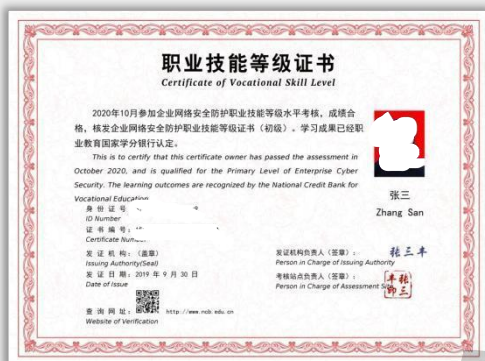 职业技能等级证书
Certificate of Vocational Skill Level
2020年10月参加企业网络安全防护职业技能等级水平考核，成绩合
格，核发企业网络安全防护职业技能等级证书（初级）。学习成果已经职
业教育国家学分银行认定。
This is to certify that this certificate owner has passed the assessment in
October 2020, and is qualified for the Primary Level of Enterprise Cyber
Security. The learning outcomes are recognized by the National Credit Bank for
Vocational Education.
张三
Zhang San
身 份 证 号
ID Number
证 书 编 号：
Certificate
发 证 机 构：（盖章）
Issuing Authority(Seal)
发 证 日 期：2019 年 9 月 30 日
Date of Issue
发证机构负责人（签章）： 张三丰
Person in Charge of Issuing Authority
考核站点负责人（签章）：
Person in Charge of Assessment
张三丰印
查 询 网 址： http://www.ncb.edu.cn
Website of Verification